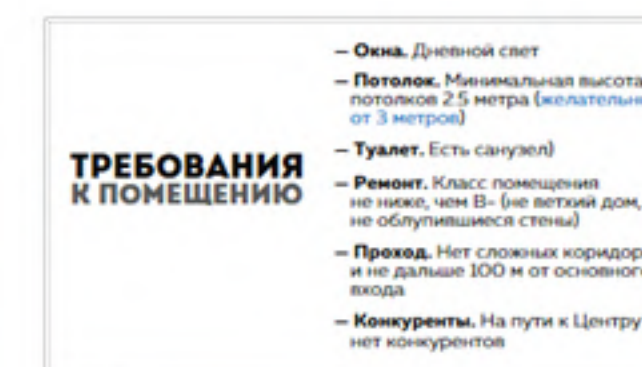 ТРЕБОВАНИЯ
К ПОМЕЩЕНИЮ
— Окна. Дневной свет
— Потолок. Минимальная высота
потолков 2.5 метра (желательн
от 3 метров)
— Туалет. Есть санузел)
— Ремонт. Класс помещения
не ниже, чем В- (не ветхий дом,
не облупившиеся стены)
— Проход. Нет сложных коридор
и не дальше 100 м от основного
входа
— Конкуренты. На пути к Центру
нет конкурентов